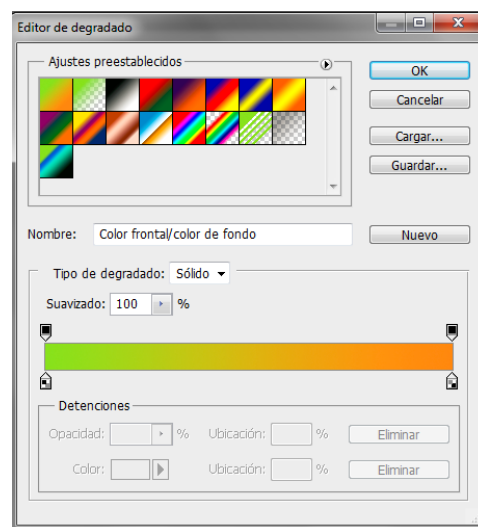 Editor de degradado
Ajustes preestablecidos
OK
Cancelar
Cargar...
Guardar...
Nombre: Color frontal/color de fondo Nuevo
Tipo de degradado: Sólido
Suavizado: 100 %
Detenciones
Opacidad: % Ubicación: % Eliminar
Color: Ubicación: % Eliminar